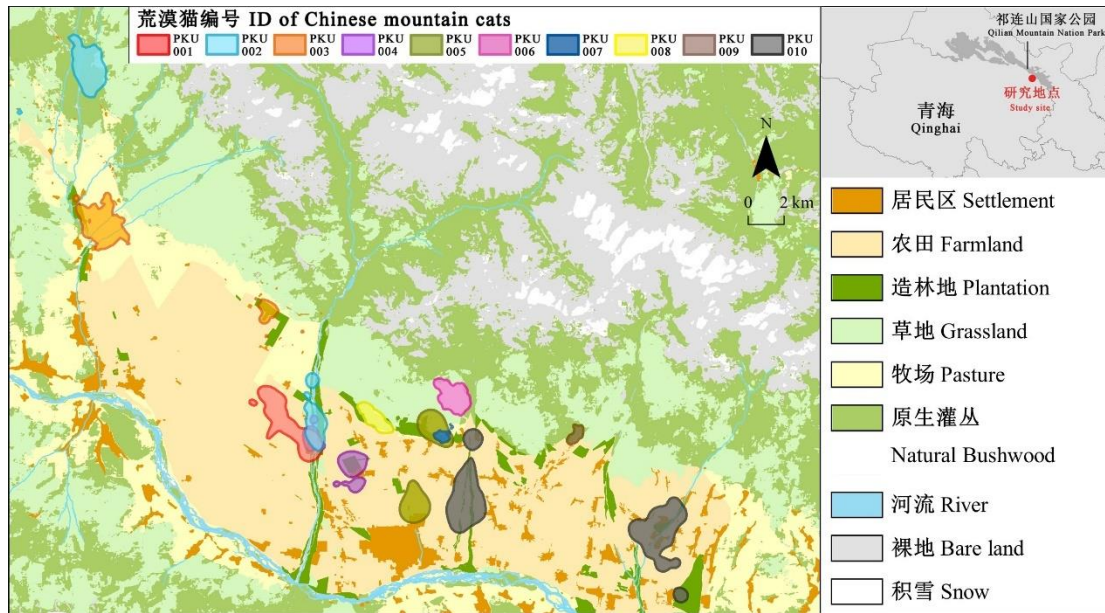 荒漠猫编号 ID of Chinese mountain cats
PKU 001
PKU 002
PKU 003
PKU 004
PKU 005
PKU 006
PKU 007
PKU 008
PKU 009
PKU 010
N
0 2 km
祁连山国家公园
Qilian Mountain Nation Park
研究地点
Study site
青海
Qinghai
居民区 Settlement
农田 Farmland
造林地 Plantation
草地 Grassland
牧场 Pasture
原生灌丛
Natural Bushwood
河流 River
裸地 Bare land
积雪 Snow